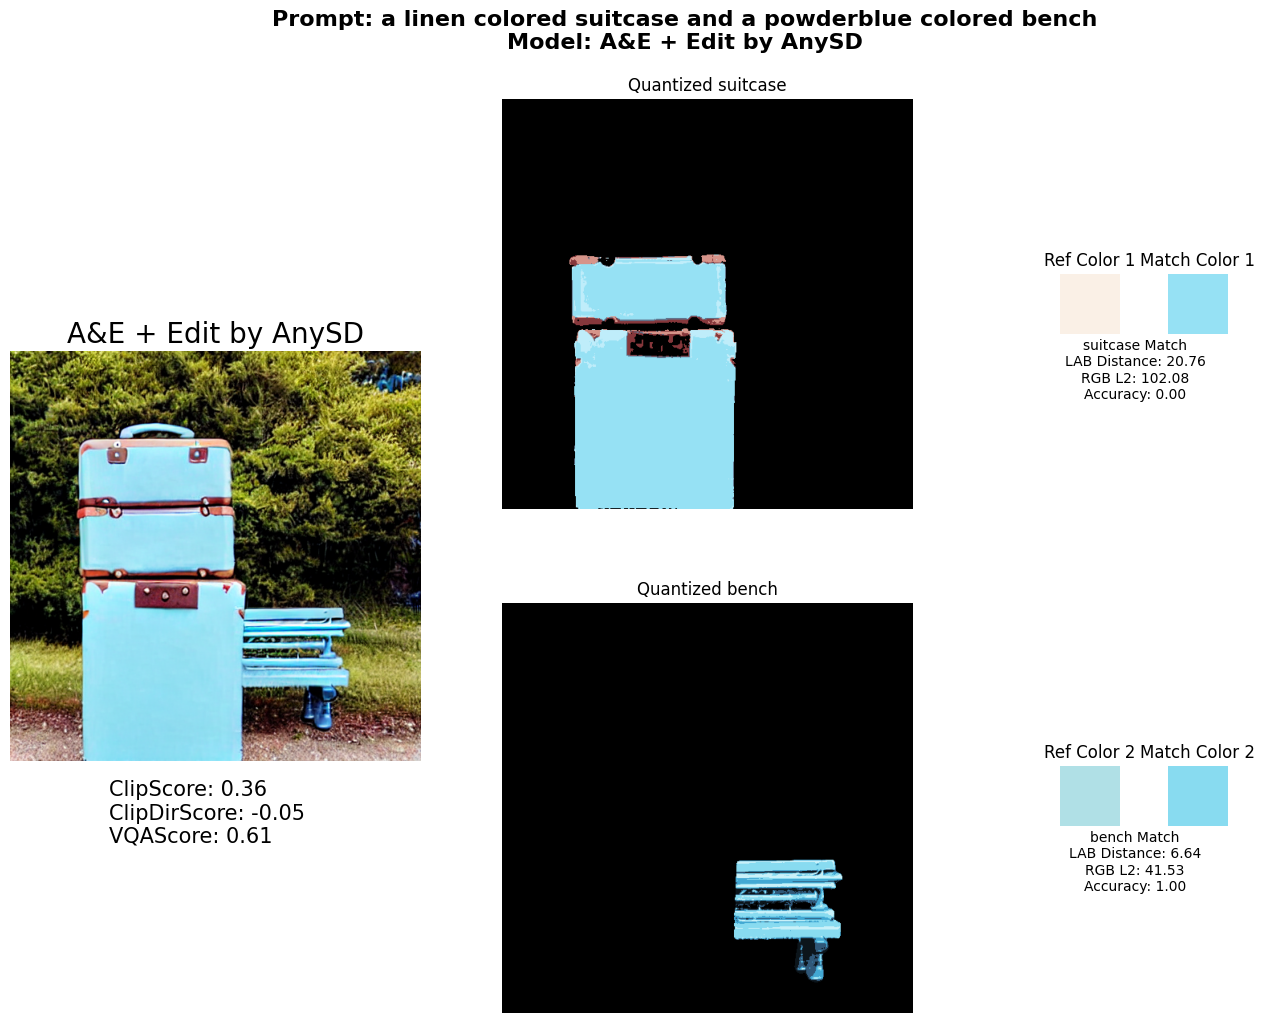 Prompt: a linen colored suitcase and a powderblue colored bench
Model: A&E + Edit by AnySD
A&E + Edit by AnySD
ClipScore: 0.36
ClipDirScore: -0.05
VQAScore: 0.61
Quantized suitcase
Ref Color 1 Match Color 1
suitcase Match
LAB Distance: 20.76
RGB L2: 102.08
Accuracy: 0.00
Quantized bench
Ref Color 2 Match Color 2
bench Match
LAB Distance: 6.64
RGB L2: 41.53
Accuracy: 1.00